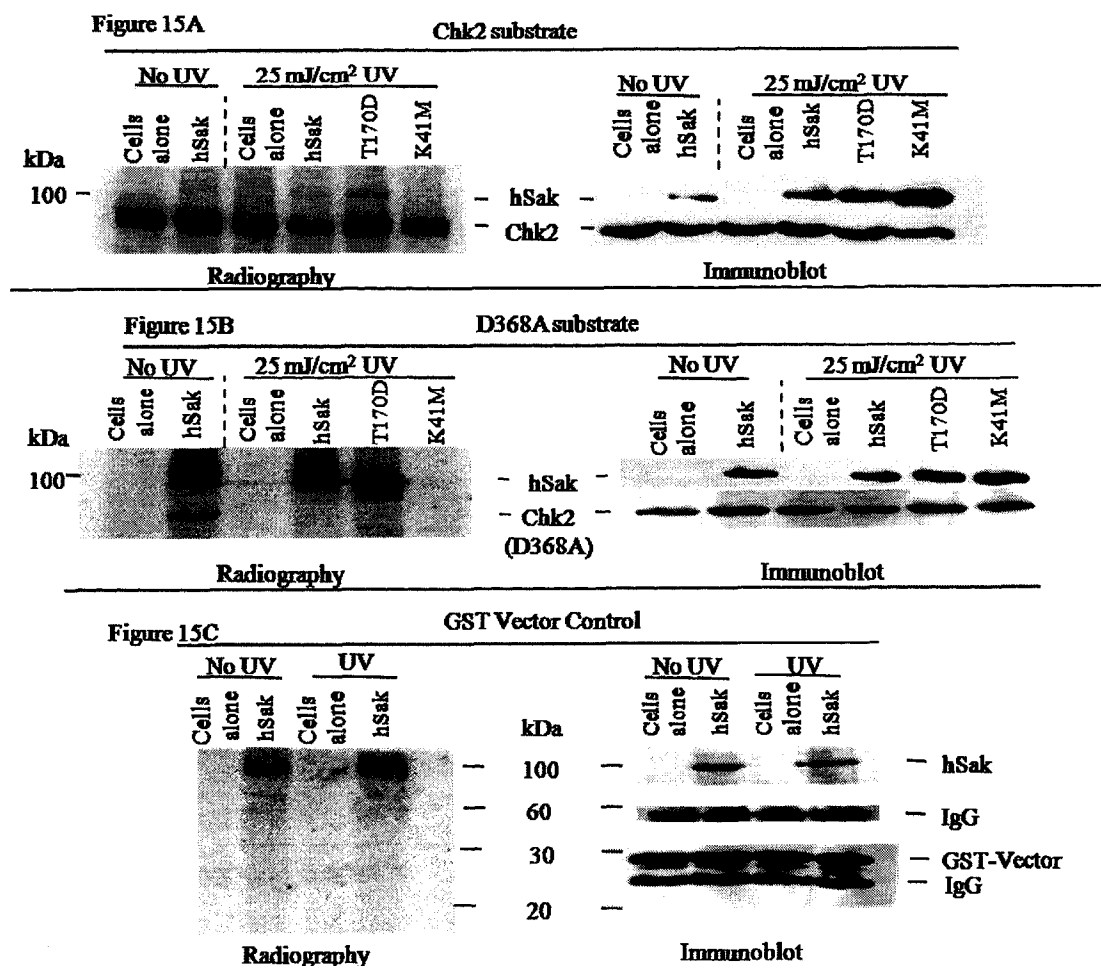 Figure 15A
Chk2 substrate
No UV
25 mJ/cm² UV
No UV
25 mJ/cm² UV
Cells alone
hSak
Cells alone
hSak
T170D
K41M
Cells alone
hSak
Cells alone
hSak
T170D
K41M
kDa
100
hSak
Chk2
Radiography
Immunoblot
Figure 15B
D368A substrate
No UV
25 mJ/cm² UV
No UV
25 mJ/cm² UV
Cells alone
hSak
Cells alone
hSak
T170D
K41M
Cells alone
hSak
Cells alone
hSak
T170D
K41M
kDa
100
hSak
Chk2
(D368A)
Radiography
Immunoblot
Figure 15C
GST Vector Control
No UV
UV
No UV
UV
Cells alone
hSak
Cells alone
hSak
Cells alone
hSak
Cells alone
hSak
kDa
100
hSak
60
IgG
30
GST-Vector
IgG
20
Radiography
Immunoblot